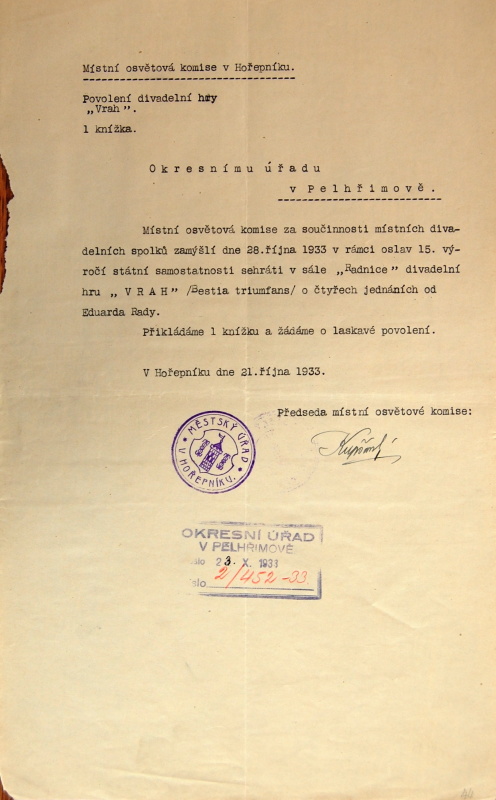 Místní osvětová komise v Hořepníku.
Povolení divadelní hry
„Vrah".
1 knížka.
Okresnímu úřadu
v Pelhřimově.
Místní osvětová komise za součinnosti místních diva-
delních spolků zamýšlí dne 28.října 1933 v rámci oslav 15. vý-
ročí státní samostatnosti sehráti v sále „Radnice" divadelní
hru „VRAH" /Bestia triumfans/ o čtyřech jednáních od
Eduarda Rady.
Přikládáme 1 knížku a žádáme o laskavé povolení.
V Hořepníku dne 21.října 1933.
Předseda místní osvětové komise:
MĚSTSKÝ ÚŘAD
V HOŘEPNÍKU.
OKRESNÍ ÚŘAD
V PELHŘIMOVĚ
23. X. 1933
2/452-33
44